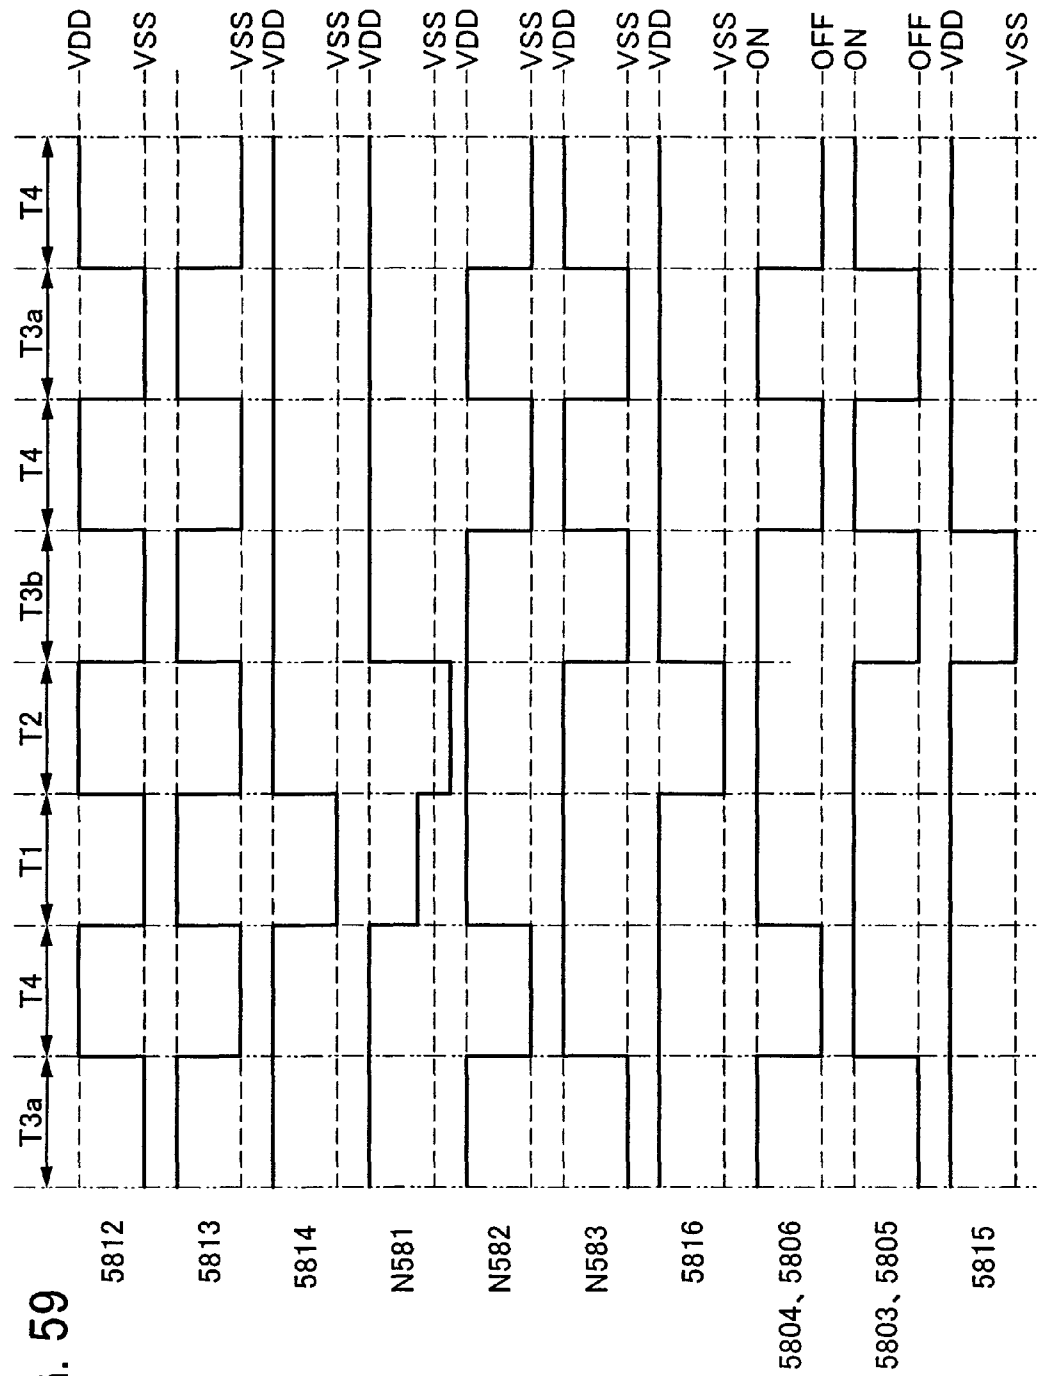 59
T3a T4 T1 T2 T3b T4 T3a T4
VDD
5812
VSS
5813
VSS
VDD
5814
VSS
VDD
N581
VSS
VDD
N582
VSS
VDD
N583
VSS
VDD
5816
VSS
ON
5804、5806
OFF
ON
5803、5805
OFF
VDD
5815
VSS